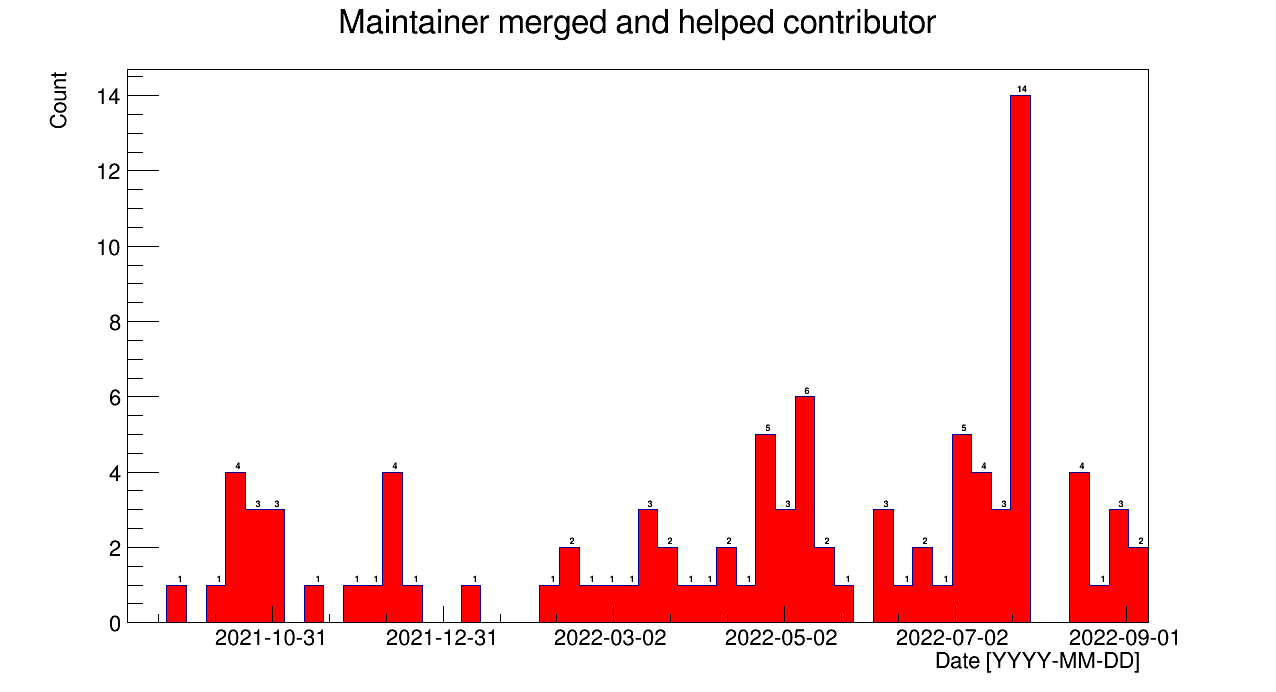 Maintainer merged and helped contributor
Count
14
12
10
8
6
4
2
0
1 1 4 3 3 1 1 1 4 1 1 1 2 1 1 1 3 2 1 1 2 1 5 3 6 2 1 3 1 2 1 5 4 3 14 4 1 3 2
2021-10-31 2021-12-31 2022-03-02 2022-05-02 2022-07-02 2022-09-01
Date [YYYY-MM-DD]